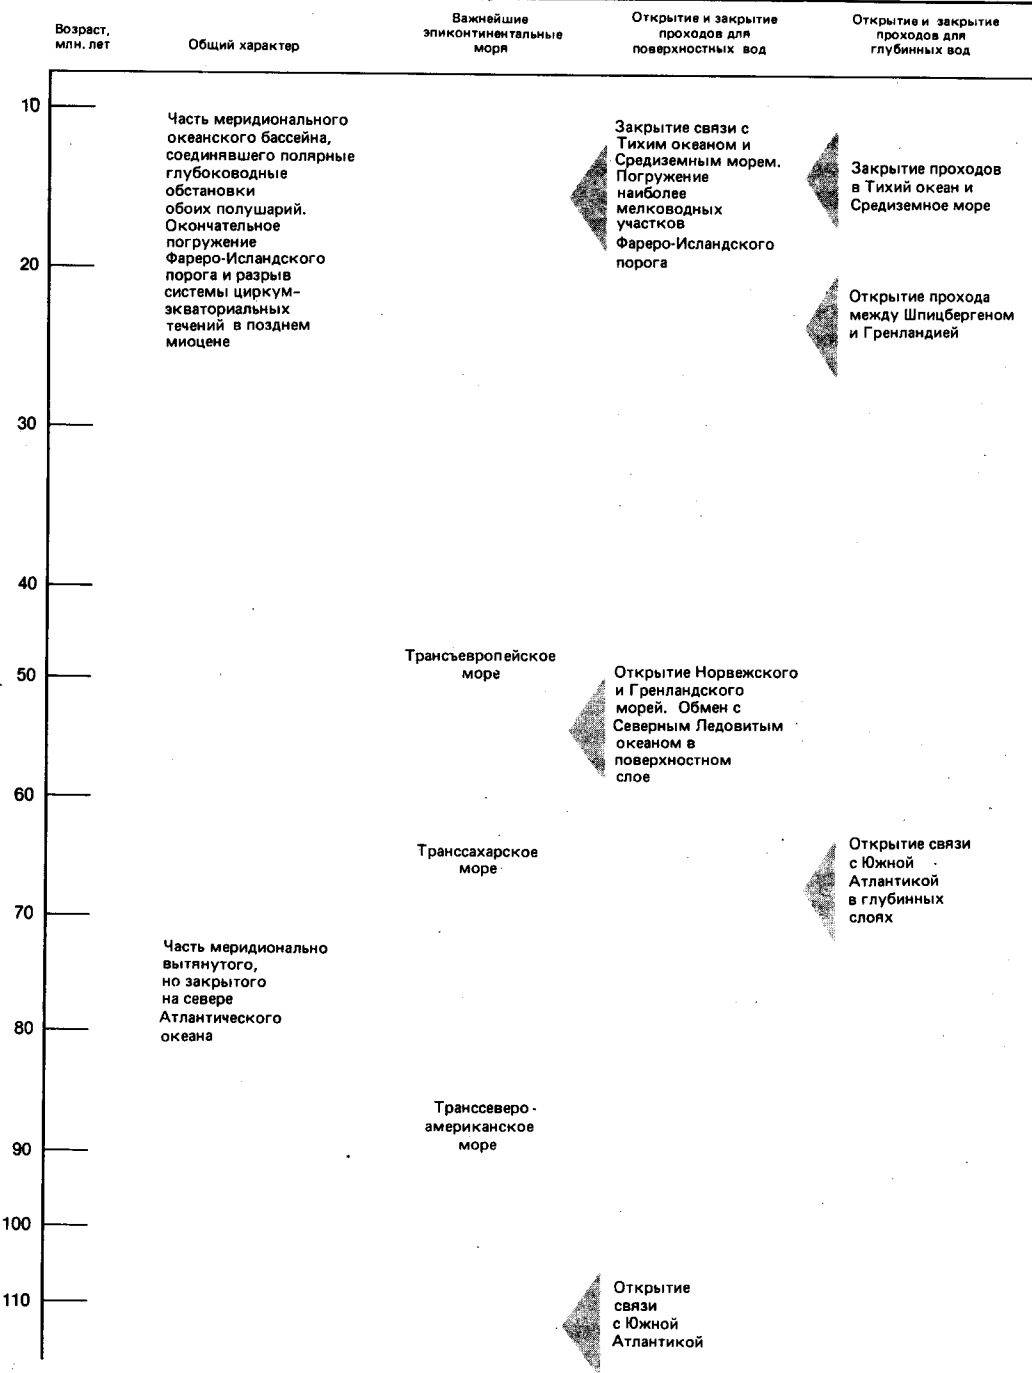 Возраст,
млн. лет
Общий характер
Важнейшие
эпиконтинентальные
моря
Открытие и закрытие
проходов для
поверхностных вод
Открытие и закрытие
проходов для
глубинных вод
10
20
30
40
50
60
70
80
90
100
110
Часть меридионального
океанского бассейна,
соединявшего полярные
глубоководные
обстановки
обоих полушарий.
Окончательное
погружение
Фареро-Исландского
порога и разрыв
системы циркум-
экваториальных
течений в позднем
миоцене
Часть меридионально
вытянутого,
но закрытого
на севере
Атлантического
океана
Трансъевропейское
море
Транссахарское
море
Транссеверо-
американское
море
Закрытие связи с
Тихим океаном и
Средиземным морем.
Погружение
наиболее
мелководных
участков
Фареро-Исландского
порога
Открытие Норвежского
и Гренландского
морей. Обмен с
Северным Ледовитым
океаном в
поверхностном
слое
Открытие
связи
с Южной
Атлантикой
Закрытие проходов
в Тихий океан и
Средиземное море
Открытие прохода
между Шпицбергеном
и Гренландией
Открытие связи
с Южной
Атлантикой
в глубинных
слоях